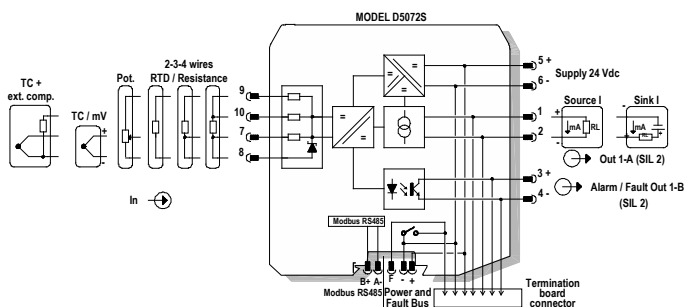 MODEL D5072S
2-3-4 wires
RTD / Resistance
Pot.
TC +
ext. comp.
TC / mV
+
-
9
10
7
8
In
=
=
=
=
=
5 +
6 -
Supply 24 Vdc
1
2
Source I
Sink I
+
-
mA
RL
-
+
mA
RL
+
Out 1-A (SIL 2)
3 +
4 -
Alarm / Fault Out 1-B
(SIL 2)
Modbus RS485
B+ A- F - +
Modbus RS485
Power and
Fault Bus
Termination
board
connector